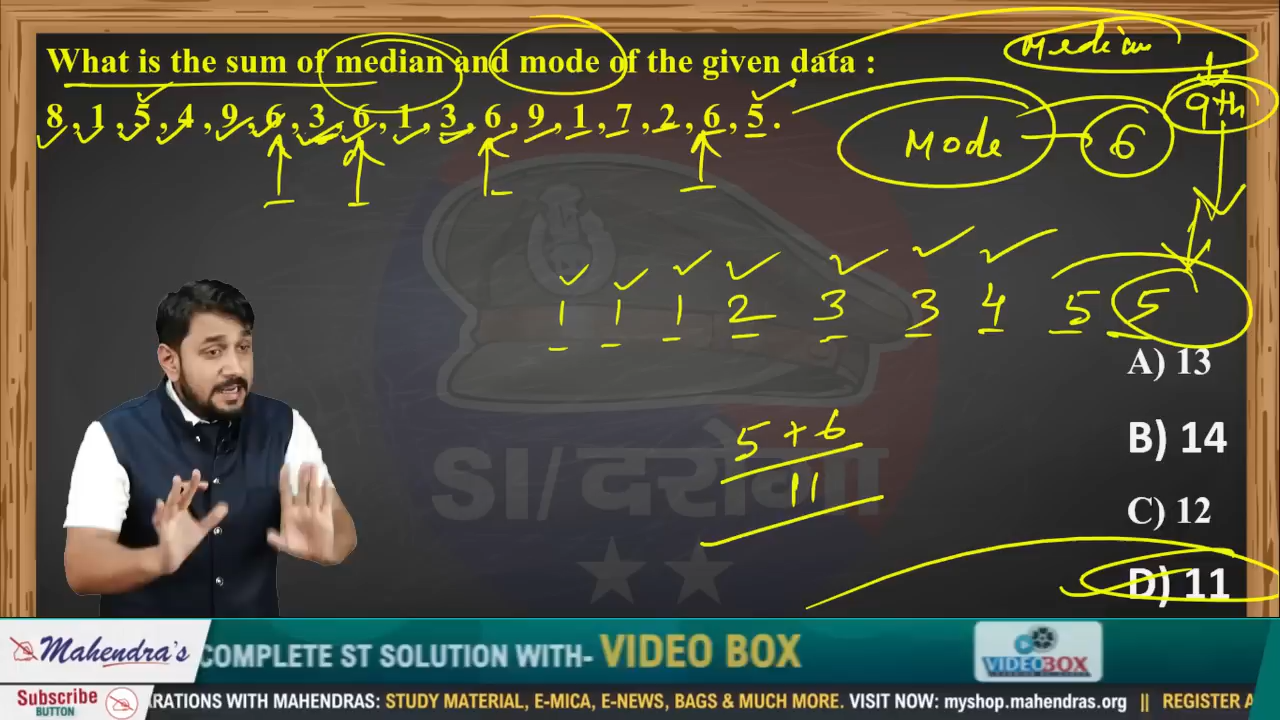 What is the sum of median and mode of the given data :
8,1,5,4,9,6,3,6,1,3,6,9,1,7,2,6,5.
Median
9th
Mode 6
1 1 1 2 3 3 4 5 5
A) 13
5 + 6
B) 14
11
C) 12
D) 11
SI/दरोगा
Mahendra's
COMPLETE ST SOLUTION WITH- VIDEO BOX
VIDEOBOX
Subscribe
BUTTON
RATIONS WITH MAHENDRAS: STUDY MATERIAL, E-MICA, E-NEWS, BAGS & MUCH MORE. VISIT NOW: myshop.mahendras.org || REGISTER A